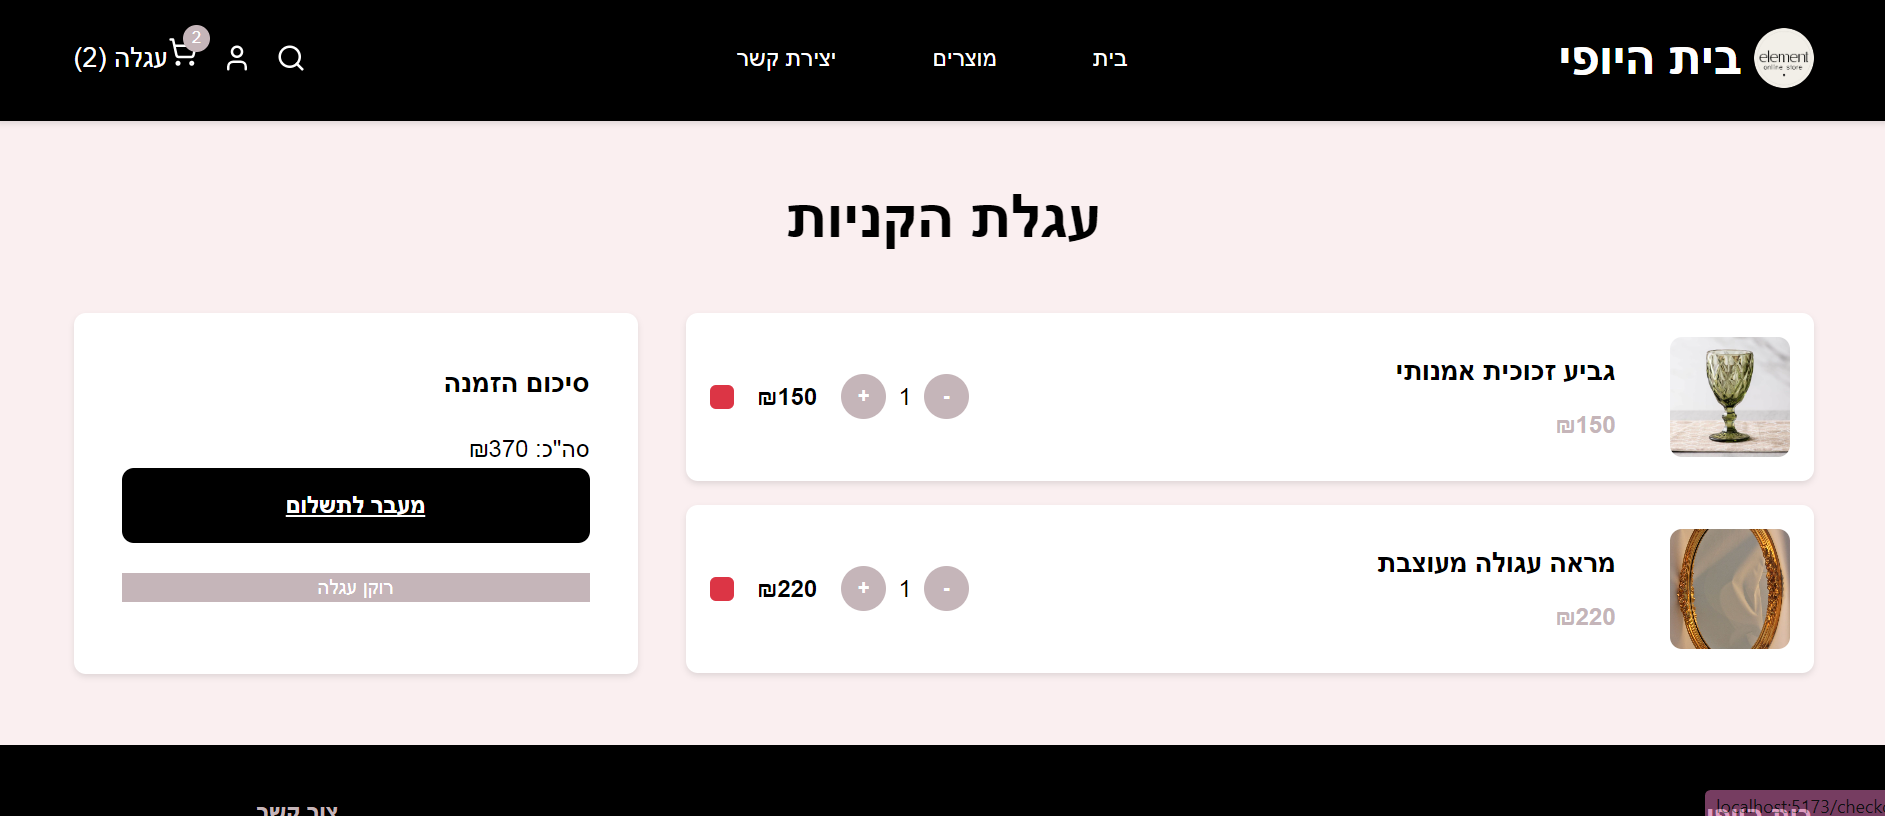 element
online store
בית היופי
בית
מוצרים
יצירת קשר
2
עגלה (2)
עגלת הקניות
גביע זכוכית אמנותי
₪150
-
1
+
₪150
מראה עגולה מעוצבת
₪220
-
1
+
₪220
סיכום הזמנה
סה"כ: ₪370
מעבר לתשלום
רוקן עגלה
בית היופי
צור קשר
localhost:5173/checko